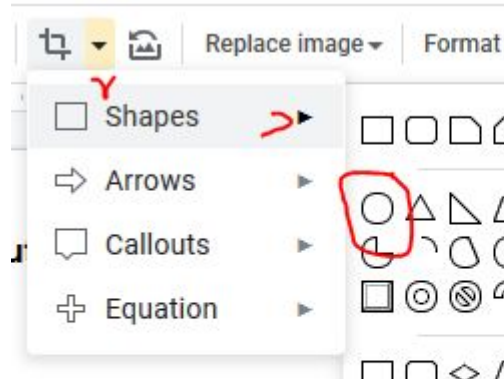 Replace image Format
Shapes
Arrows
Callouts
Equation